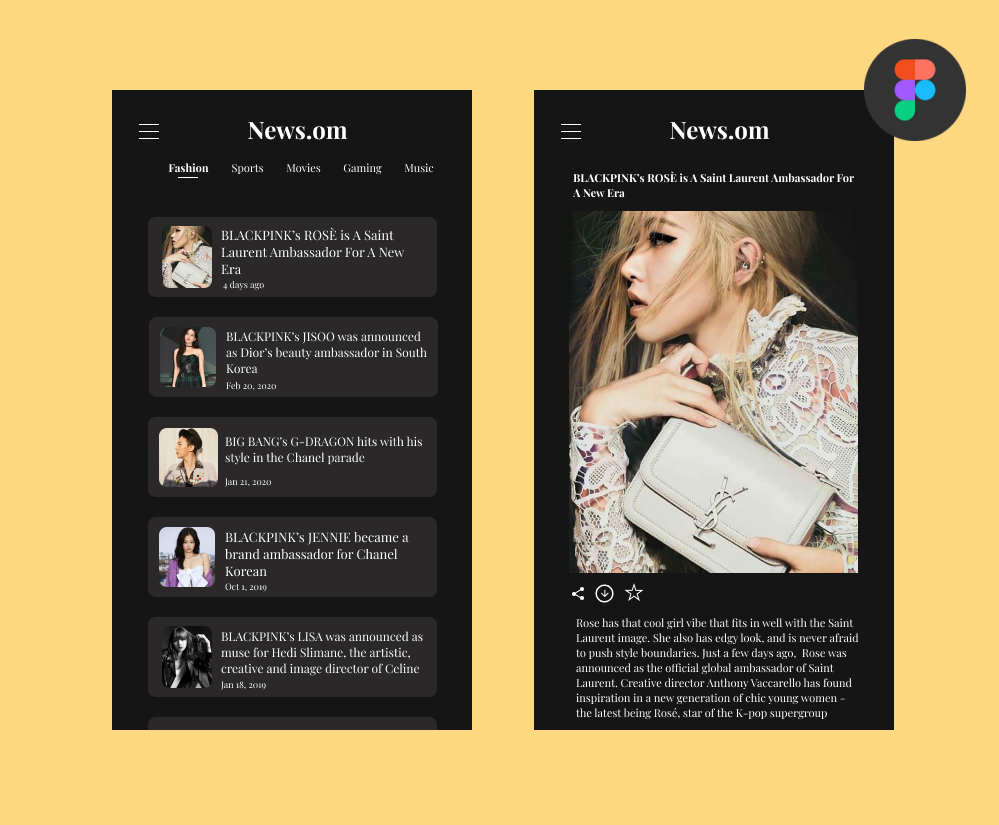 News.om
Fashion Sports Movies Gaming Music
BLACKPINK's ROSÈ is A Saint
Laurent Ambassador For A New
Era
4 days ago
BLACKPINK's JISOO was announced
as Dior's beauty ambassador in South
Korea
Feb 20, 2020
BIG BANG's G-DRAGON hits with his
style in the Chanel parade
Jan 21, 2020
BLACKPINK's JENNIE became a
brand ambassador for Chanel
Korean
Oct 1, 2019
BLACKPINK's LISA was announced as
muse for Hedi Slimane, the artistic,
creative and image director of Celine
Jan 18, 2019
News.om
BLACKPINK's ROSÈ is A Saint Laurent Ambassador For
A New Era
Rose has that cool girl vibe that fits in well with the Saint
Laurent image. She also has edgy look, and is never afraid
to push style boundaries. Just a few days ago, Rose was
announced as the official global ambassador of Saint
Laurent. Creative director Anthony Vaccarello has found
inspiration in a new generation of chic young women -
the latest being Rosé, star of the K-pop supergroup